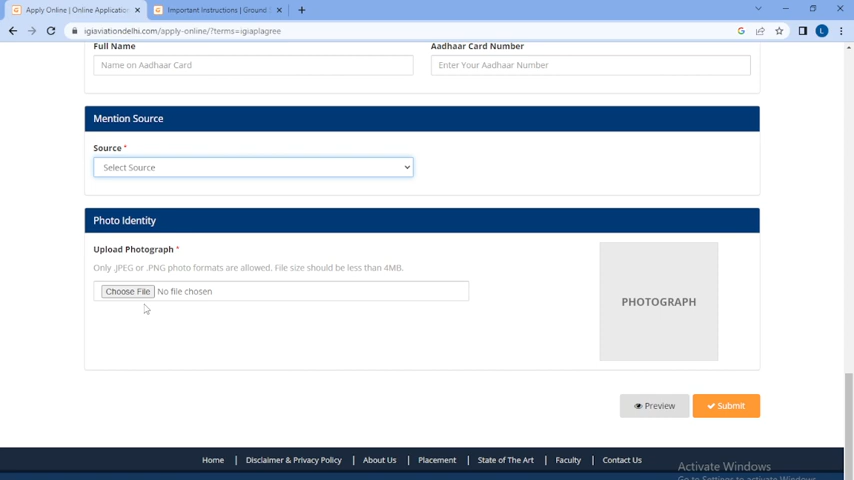 Apply Online | Online Application
Important Instructions | Ground S
igiaviationdelhi.com/apply-online/?terms=igiaplagree
L
Full Name
Aadhaar Card Number
Name on Aadhaar Card
Enter Your Aadhaar Number
Mention Source
Source *
Select Source
Photo Identity
Upload Photograph *
Only .JPEG or .PNG photo formats are allowed. File size should be less than 4MB.
Choose File No file chosen
PHOTOGRAPH
Preview
Submit
Home | Disclaimer & Privacy Policy | About Us | Placement | State of The Art | Faculty | Contact Us
Activate Windows
Go to Settings to activate Windows.